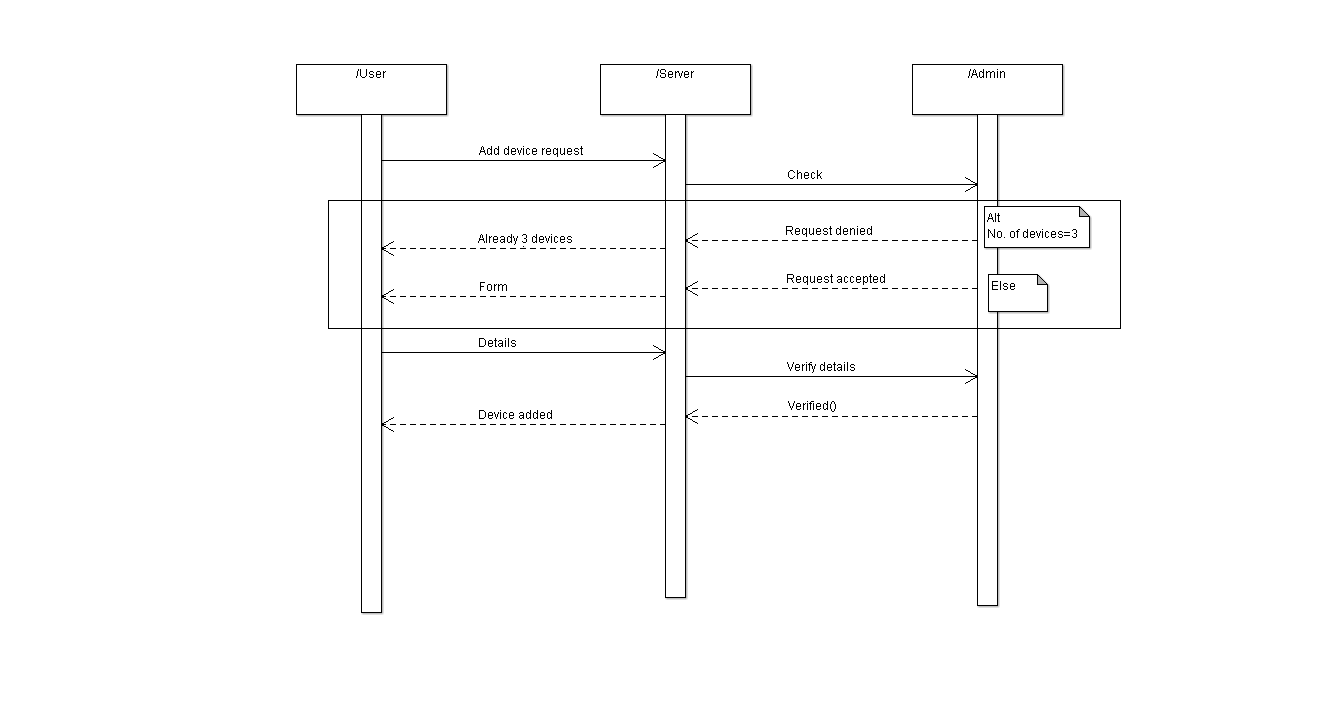 /User
/Server
/Admin
Add device request
Check
Alt
No. of devices=3
Request denied
Already 3 devices
Request accepted
Else
Form
Details
Verify details
Verified()
Device added